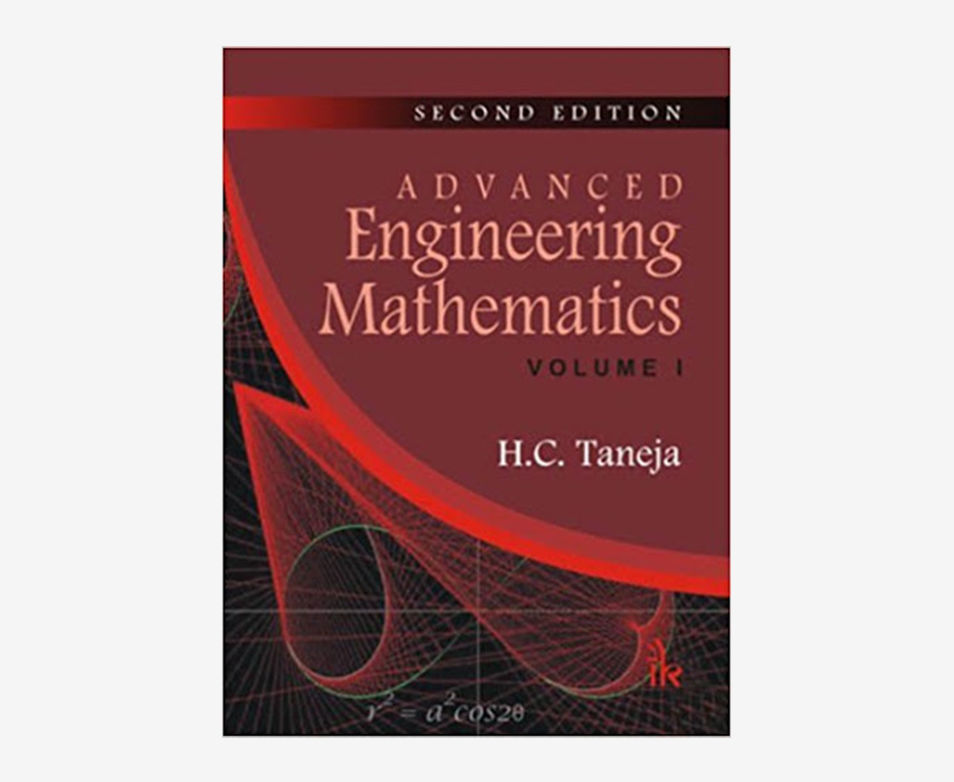 SECOND EDITION
ADVANCED
Engineering
Mathematics
VOLUME I
H.C. Taneja
ik
r² = a²cos2θ